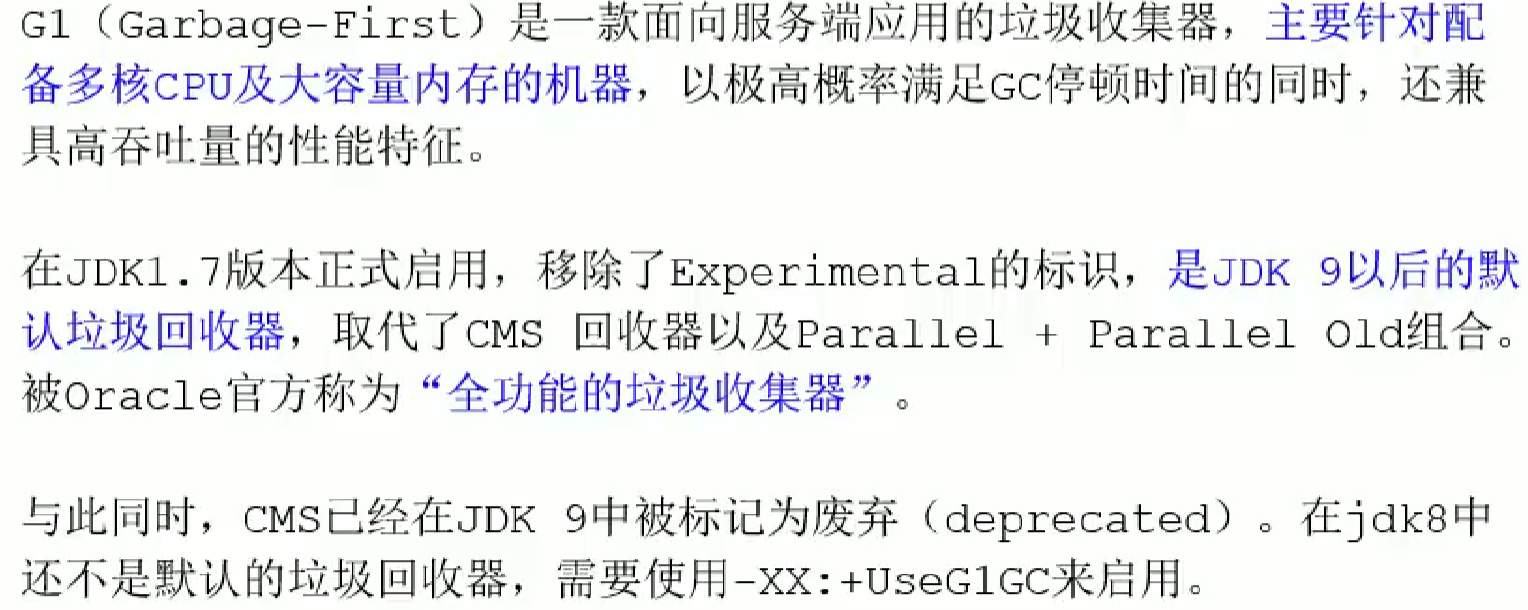 G1（Garbage-First）是一款面向服务端应用的垃圾收集器，主要针对配
备多核CPU及大容量内存的机器，以极高概率满足GC停顿时间的同时，还兼
具高吞吐量的性能特征。
在JDK1.7版本正式启用，移除了Experimental的标识，是JDK 9以后的默
认垃圾回收器，取代了CMS 回收器以及Parallel + Parallel Old组合。
被Oracle官方称为“全功能的垃圾收集器”。
与此同时，CMS已经在JDK 9中被标记为废弃（deprecated）。在jdk8中
还不是默认的垃圾回收器，需要使用-XX:+UseG1GC来启用。